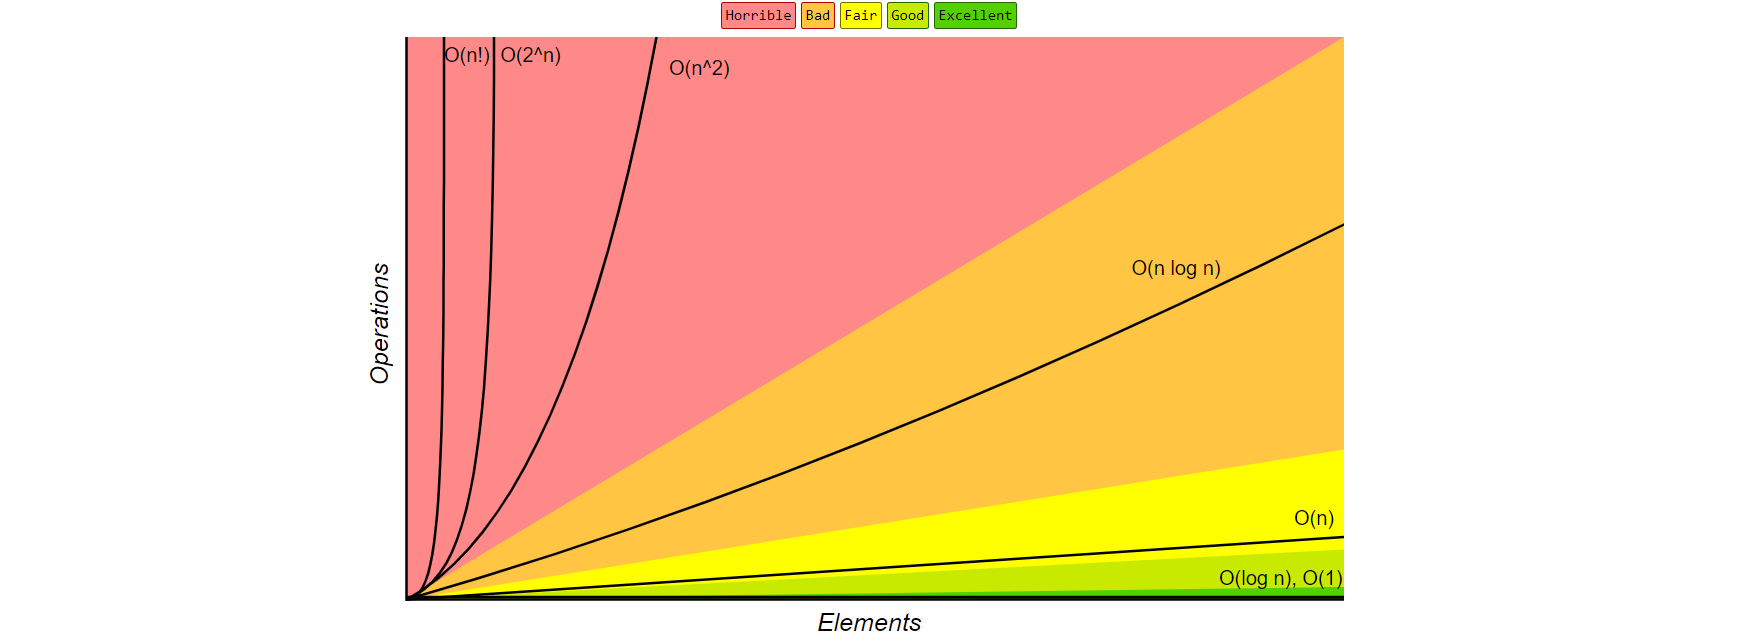 Horrible Bad Fair Good Excellent
O(n!) O(2^n)
O(n^2)
O(n log n)
Operations
O(n)
O(log n), O(1)
Elements